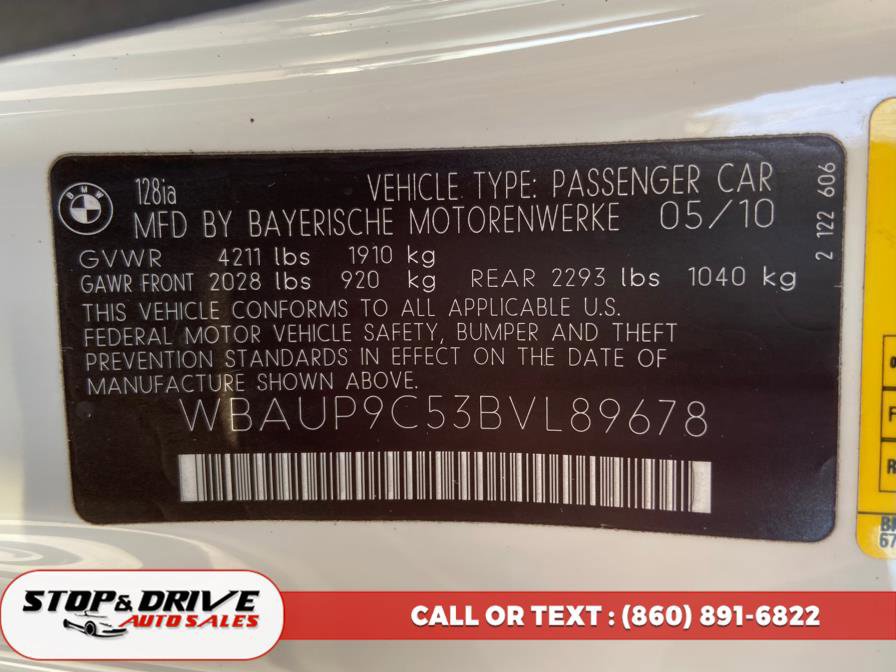 BMW
128ia VEHICLE TYPE: PASSENGER CAR
MFD BY BAYERISCHE MOTORENWERKE 05/10
GVWR 4211 lbs 1910 kg
GAWR FRONT 2028 lbs 920 kg REAR 2293 lbs 1040 kg
THIS VEHICLE CONFORMS TO ALL APPLICABLE U.S.
FEDERAL MOTOR VEHICLE SAFETY, BUMPER AND THEFT
PREVENTION STANDARDS IN EFFECT ON THE DATE OF
MANUFACTURE SHOWN ABOVE.
WBAUP9C53BVL89678
2 122 606
STOP & DRIVE
AUTO SALES
CALL OR TEXT : (860) 891-6822